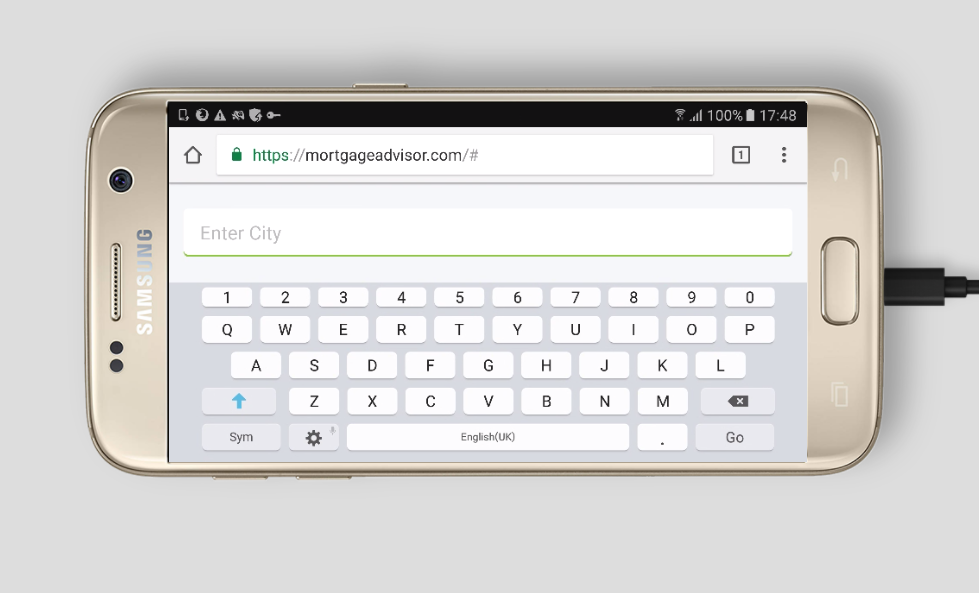 SAMSUNG
100% 17:48
https://mortgageadvisor.com/#
1
Enter City
1 2 3 4 5 6 7 8 9 0
Q W E R T Y U I O P
A S D F G H J K L
Z X C V B N M
Sym English(UK) . Go